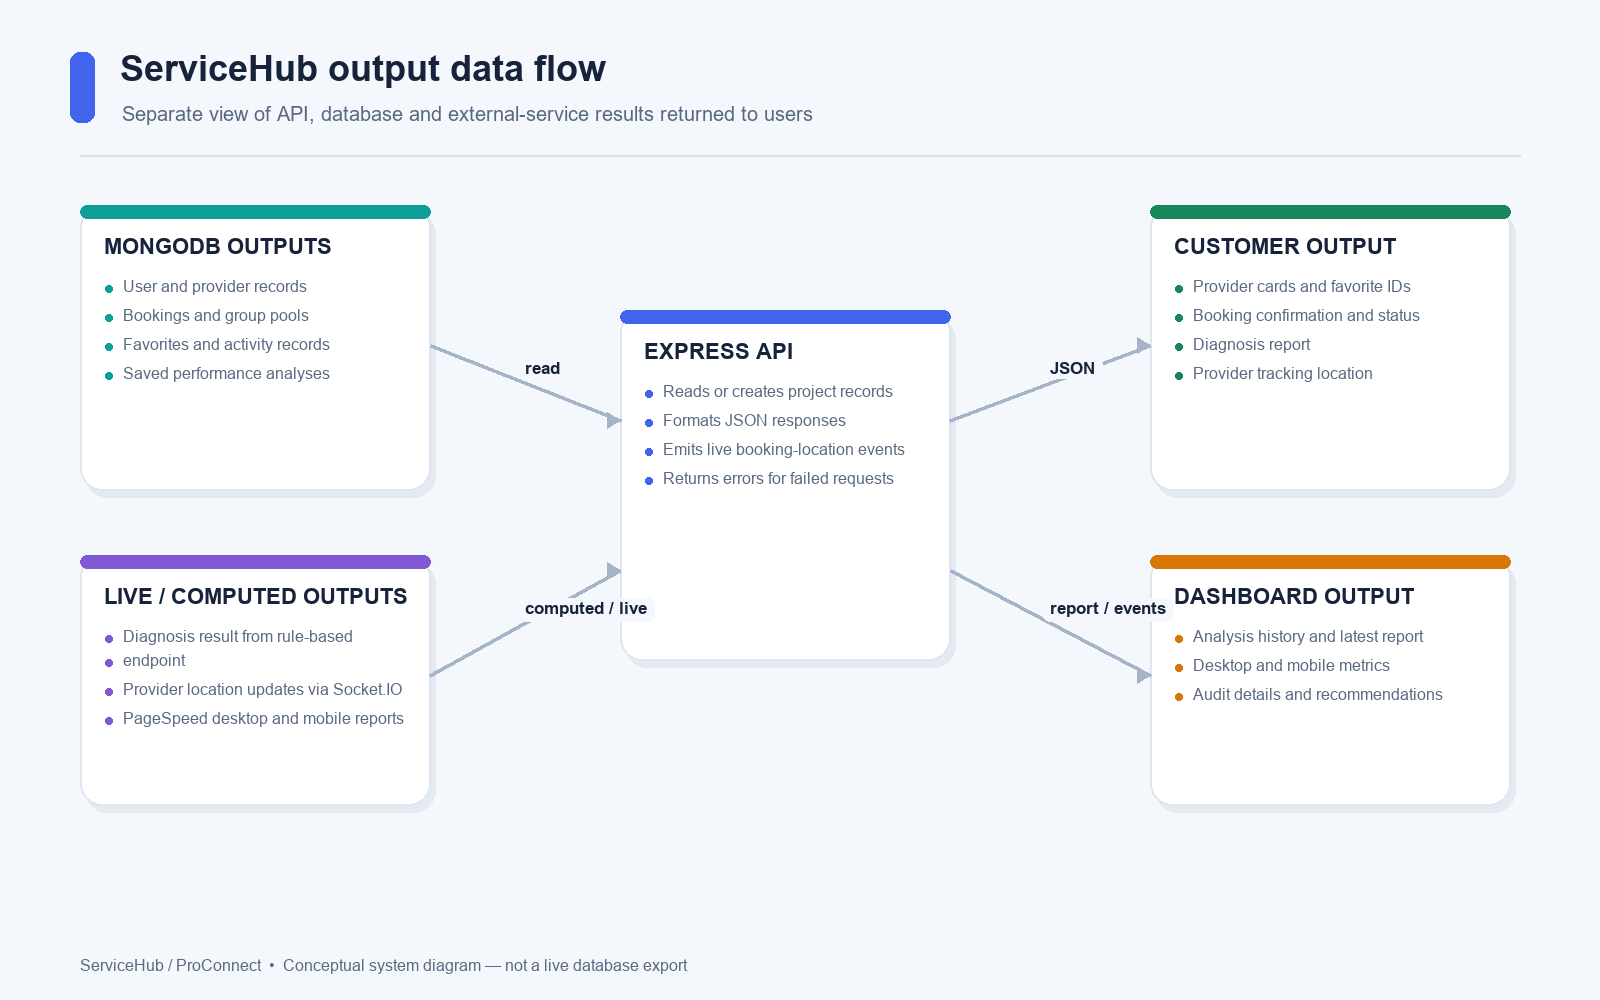 ServiceHub output data flow
Separate view of API, database and external-service results returned to users
MONGODB OUTPUTS
User and provider records
Bookings and group pools
Favorites and activity records
Saved performance analyses
read
EXPRESS API
Reads or creates project records
Formats JSON responses
Emits live booking-location events
Returns errors for failed requests
JSON
CUSTOMER OUTPUT
Provider cards and favorite IDs
Booking confirmation and status
Diagnosis report
Provider tracking location
LIVE / COMPUTED OUTPUTS
Diagnosis result from rule-based
endpoint
Provider location updates via Socket.IO
PageSpeed desktop and mobile reports
computed / live
report / events
DASHBOARD OUTPUT
Analysis history and latest report
Desktop and mobile metrics
Audit details and recommendations
ServiceHub / ProConnect • Conceptual system diagram — not a live database export